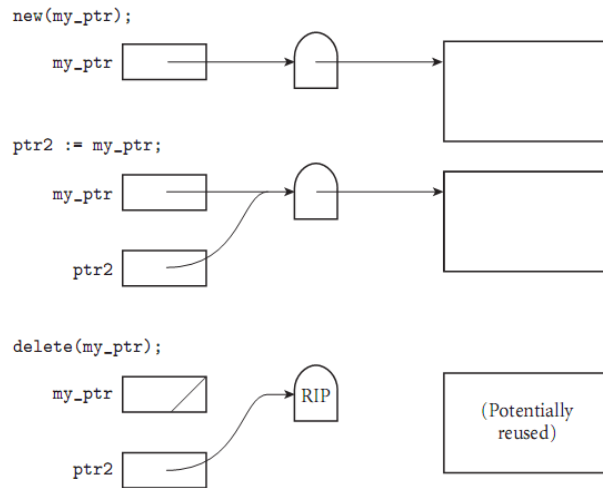 new(my_ptr);
my_ptr
ptr2 := my_ptr;
my_ptr
ptr2
delete(my_ptr);
my_ptr
RIP
(Potentially
reused)
ptr2